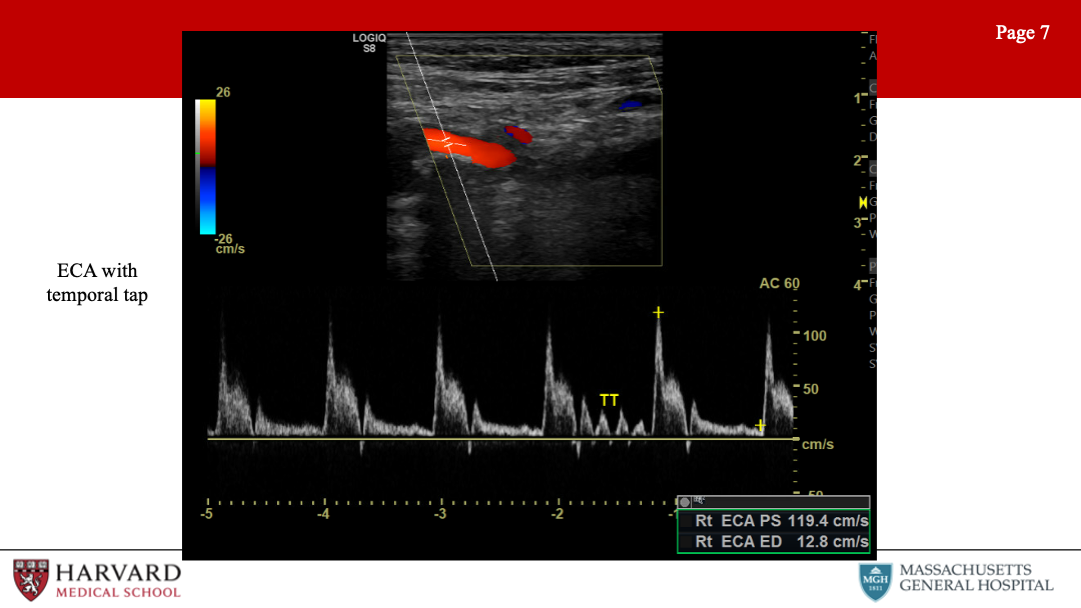 Page 7
LOGIQ
S8
26
-26
cm/s
1
2
3
4
ECA with
temporal tap
AC 60
100
50
TT
cm/s
-5
-4
-3
-2
Rt ECA PS 119.4 cm/s
Rt ECA ED 12.8 cm/s
HARVARD
MEDICAL SCHOOL
MGH
1811
MASSACHUSETTS
GENERAL HOSPITAL